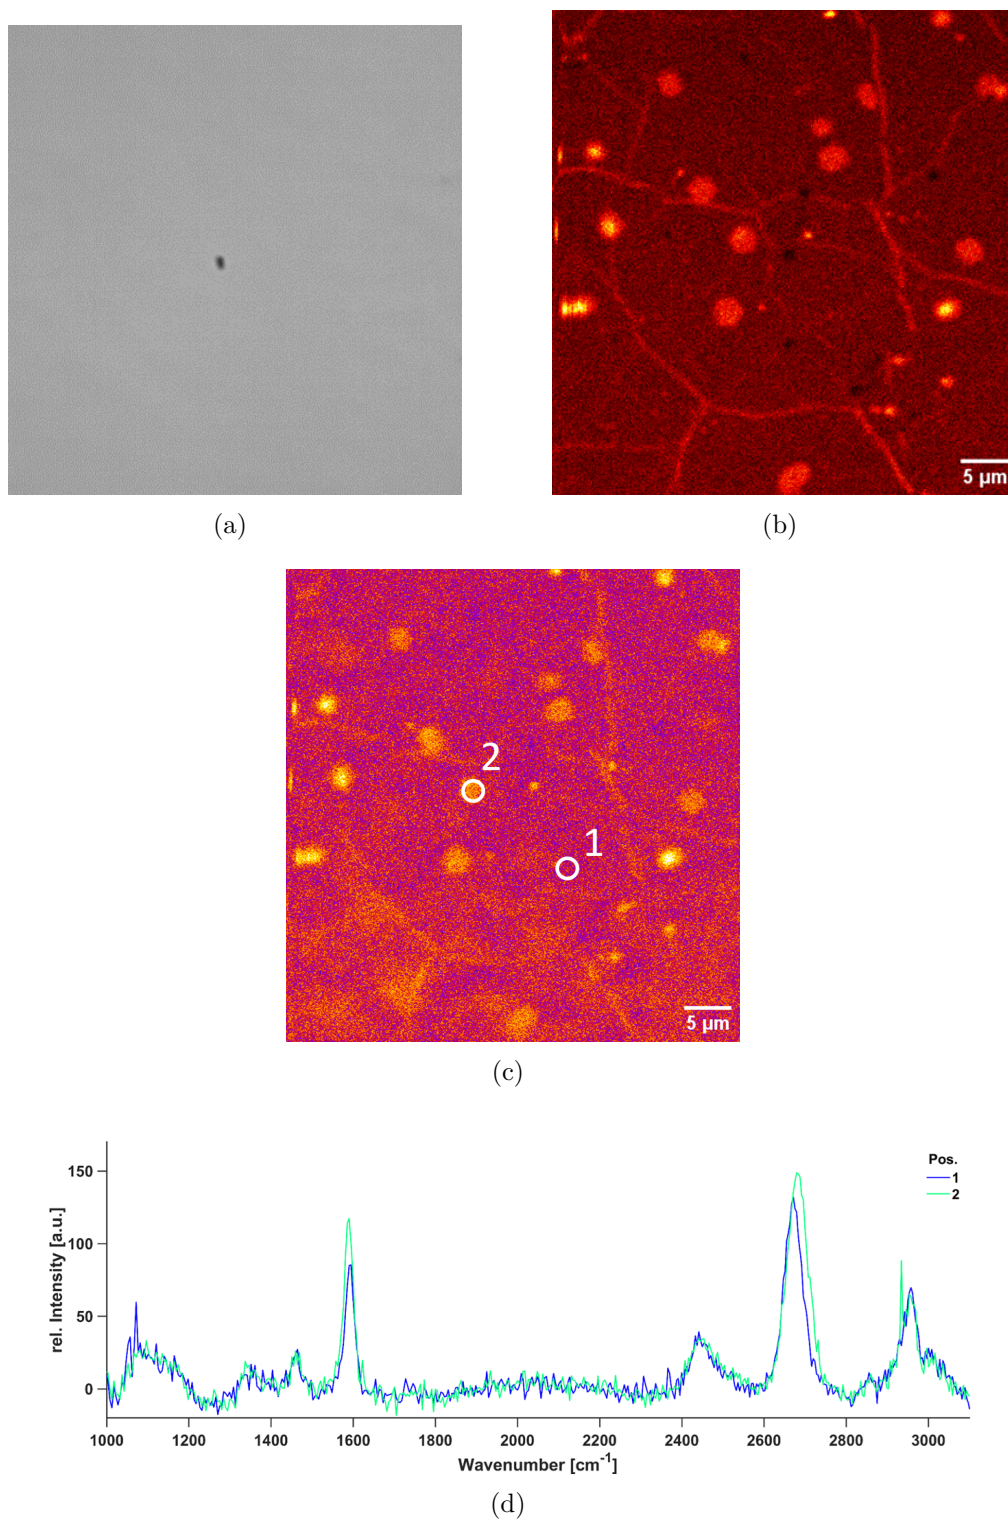 (a)
5 µm
(b)
2
1
5 µm
(c)
150
100
50
0
rel. Intensity [a.u.]
Pos.
1
2
1000 1200 1400 1600 1800 2000 2200 2400 2600 2800 3000
Wavenumber [cm-1]
(d)